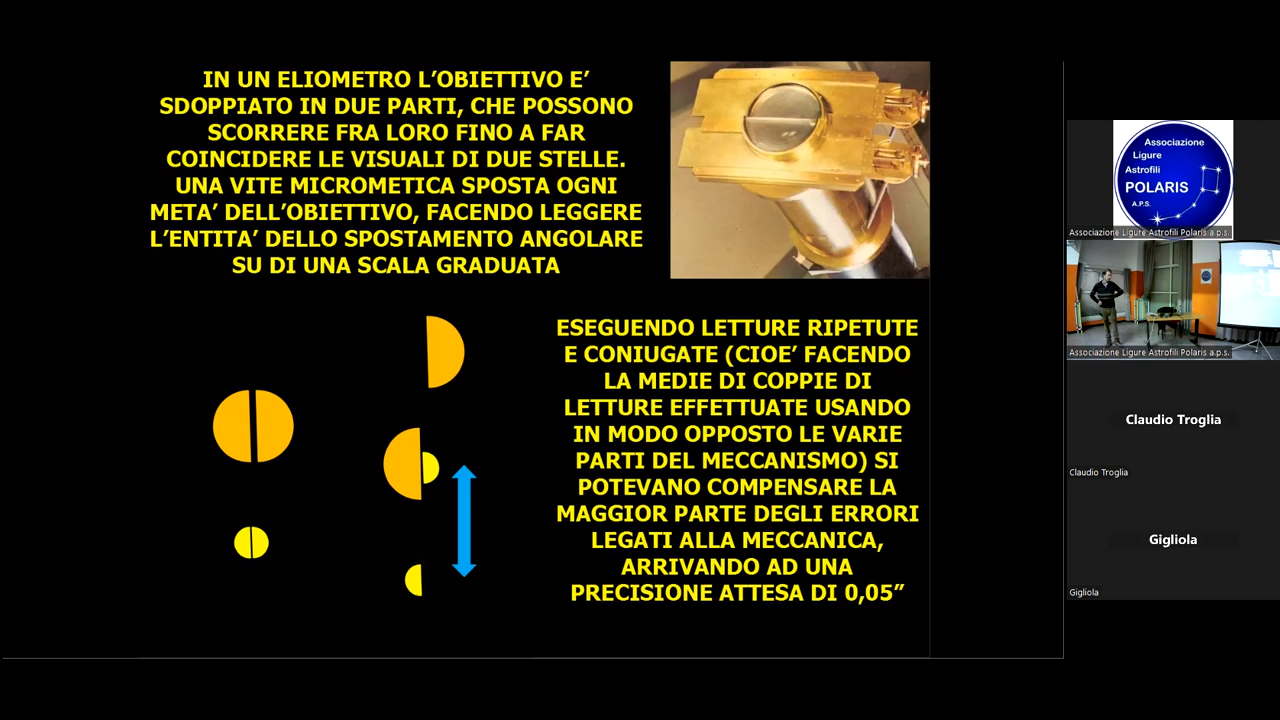 IN UN ELIOMETRO L’OBIETTIVO E’
SDOPPIATO IN DUE PARTI, CHE POSSONO
SCORRERE FRA LORO FINO A FAR
COINCIDERE LE VISUALI DI DUE STELLE.
UNA VITE MICROMETICA SPOSTA OGNI
META’ DELL’OBIETTIVO, FACENDO LEGGERE
L’ENTITA’ DELLO SPOSTAMENTO ANGOLARE
SU DI UNA SCALA GRADUATA
ESEGUENDO LETTURE RIPETUTE
E CONIUGATE (CIOE’ FACENDO
LA MEDIE DI COPPIE DI
LETTURE EFFETTUATE USANDO
IN MODO OPPOSTO LE VARIE
PARTI DEL MECCANISMO) SI
POTEVANO COMPENSARE LA
MAGGIOR PARTE DEGLI ERRORI
LEGATI ALLA MECCANICA,
ARRIVANDO AD UNA
PRECISIONE ATTESA DI 0,05”
Associazione
Ligure
Astrofili
POLARIS
A.P.S.
Associazione Ligure Astrofili Polaris a.p.s.
Associazione Ligure Astrofili Polaris a.p.s.
Claudio Troglia
Claudio Troglia
Gigliola
Gigliola